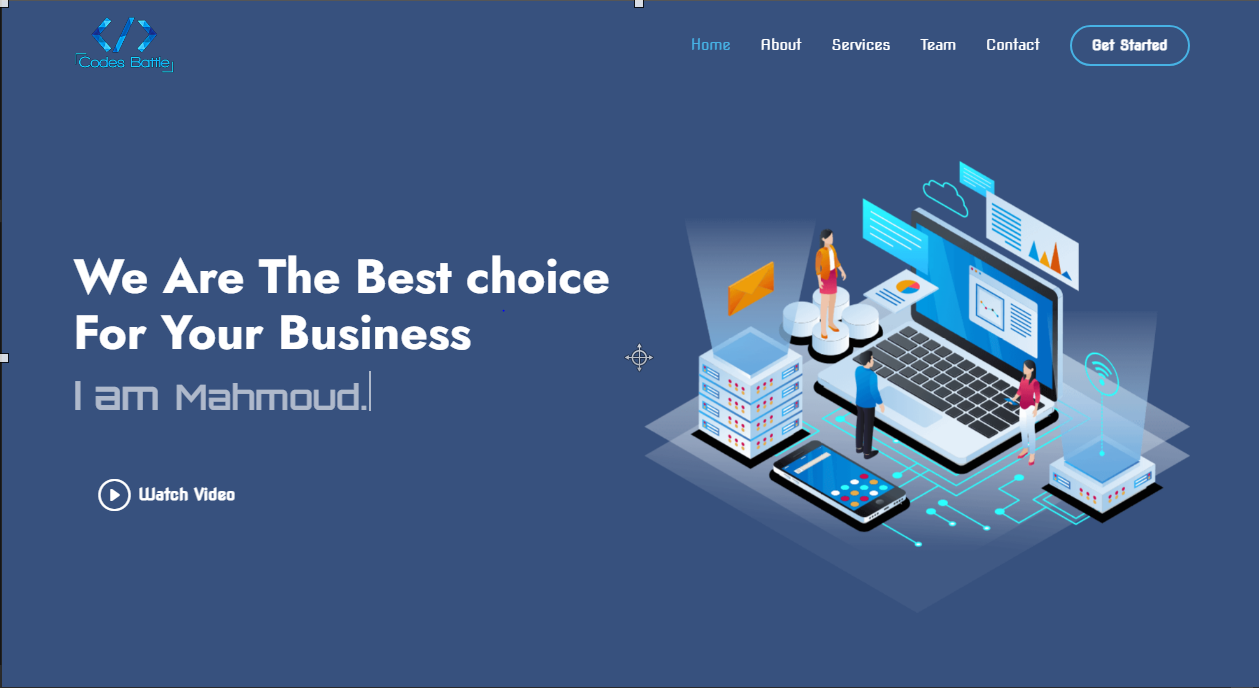 Codes Battle
Home About Services Team Contact Get Started
We Are The Best choice
For Your Business
I am Mahmoud.
Watch Video